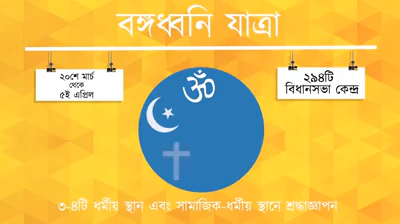 বঙ্গধ্বনি যাত্রা
২০শে মার্চ
থেকে
৫ই এপ্রিল
২৯৪টি
বিধানসভা কেন্দ্র
৐৩-৪টি ধর্মীয় স্থান এবং সামাজিক-ধর্মীয় স্থানে শ্রদ্ধাজ্ঞাপন